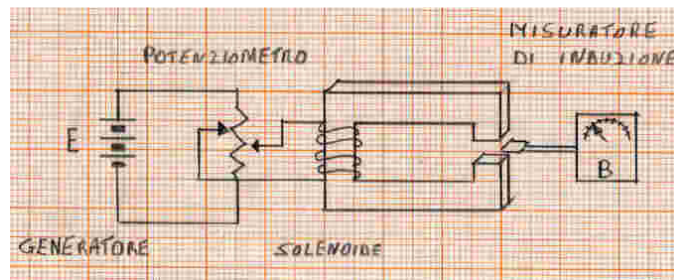 MISURATORE
DI INDUZIONE
POTENZIOMETRO
E
B
GENERATORE
SOLENOIDE